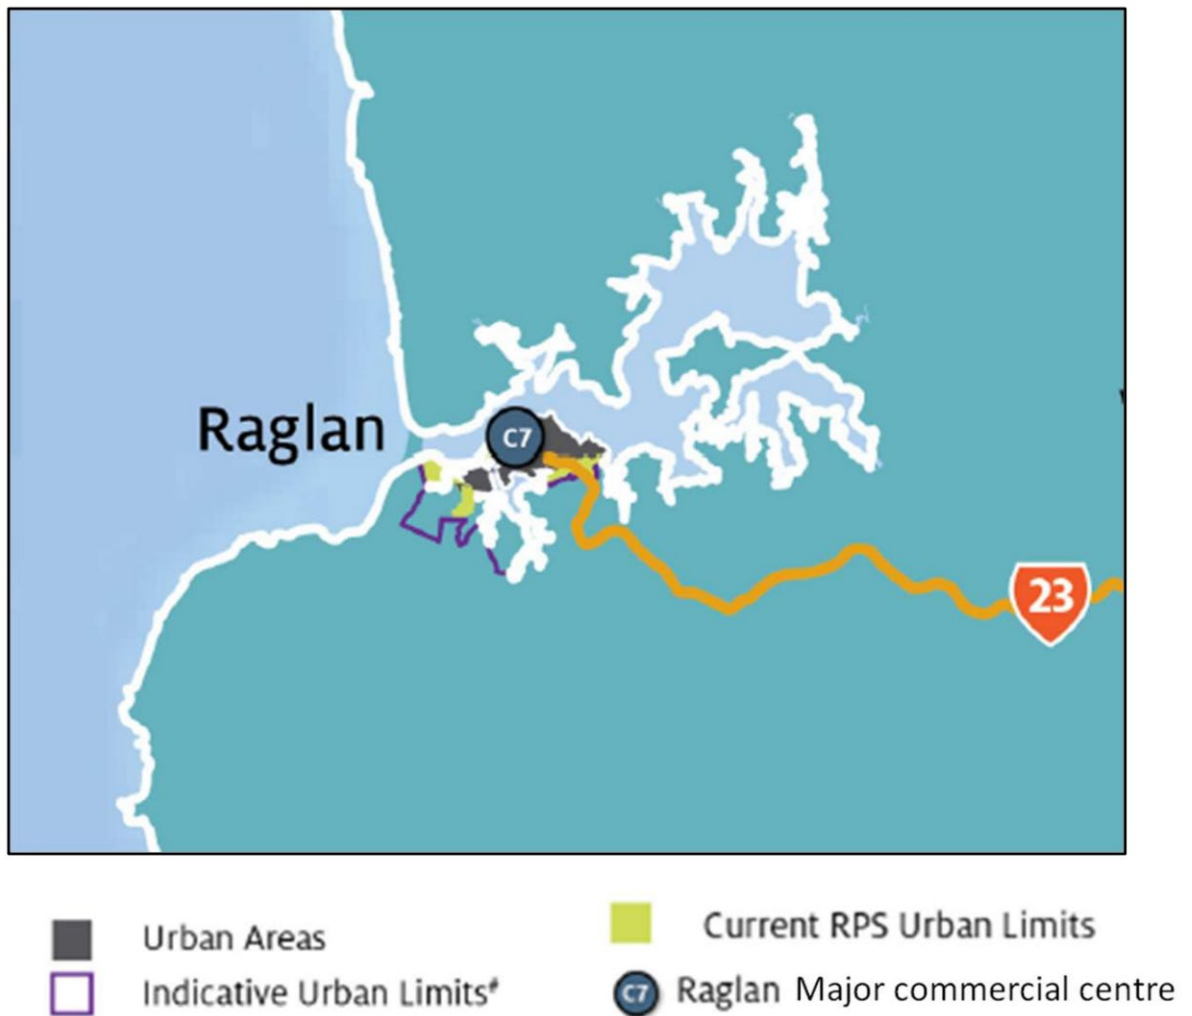 Raglan
C7
23
Urban Areas
Current RPS Urban Limits
Indicative Urban Limits#
C7 Raglan Major commercial centre